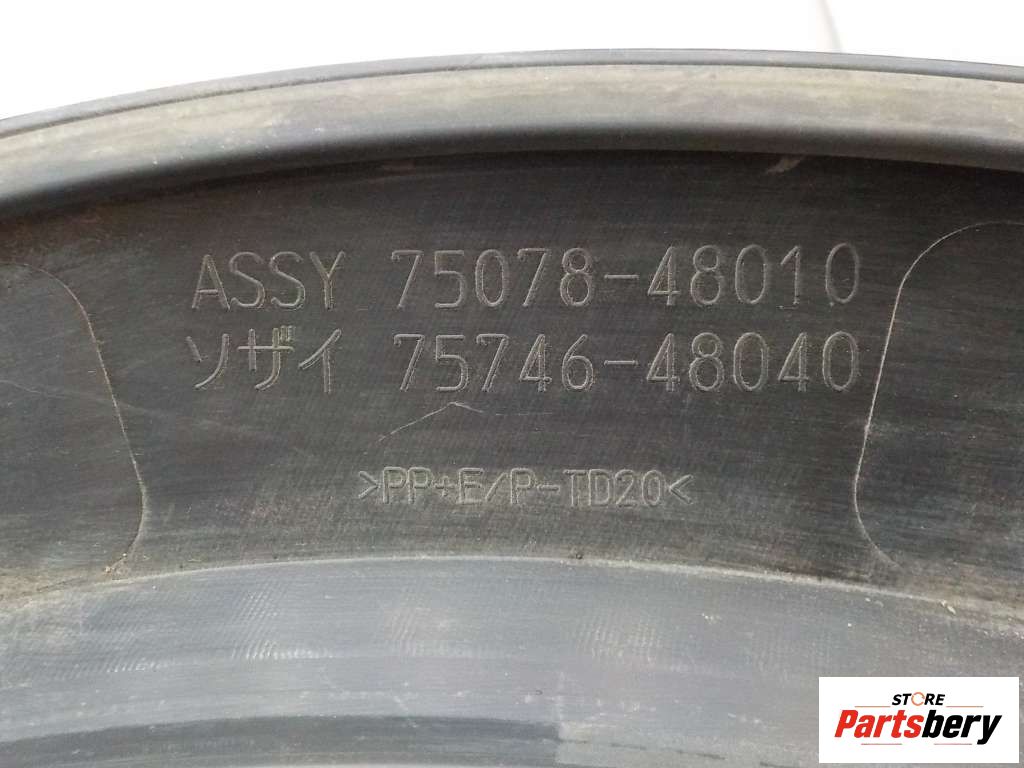 ASSY 75078-48010
ソザイ 75746-48040
>PP+E/P-TD20<
STORE
Partsbery